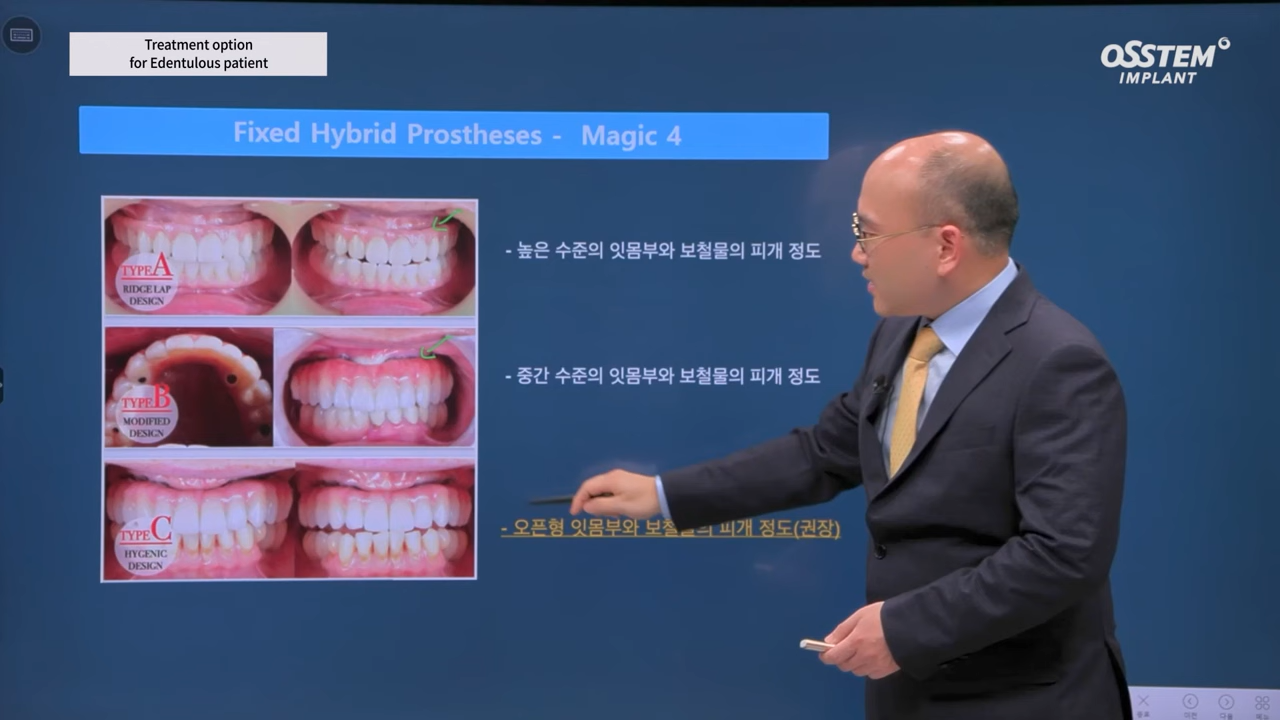 Treatment option
for Edentulous patient
OSSTEM
IMPLANT
Fixed Hybrid Prostheses - Magic 4
TYPE A
RIDGE LAP
DESIGN
- 높은 수준의 잇몸부와 보철물의 피개 정도
TYPE B
MODIFIED
DESIGN
- 중간 수준의 잇몸부와 보철물의 피개 정도
TYPE C
HYGENIC
DESIGN
- 오픈형 잇몸부와 보철물의 피개 정도(권장)